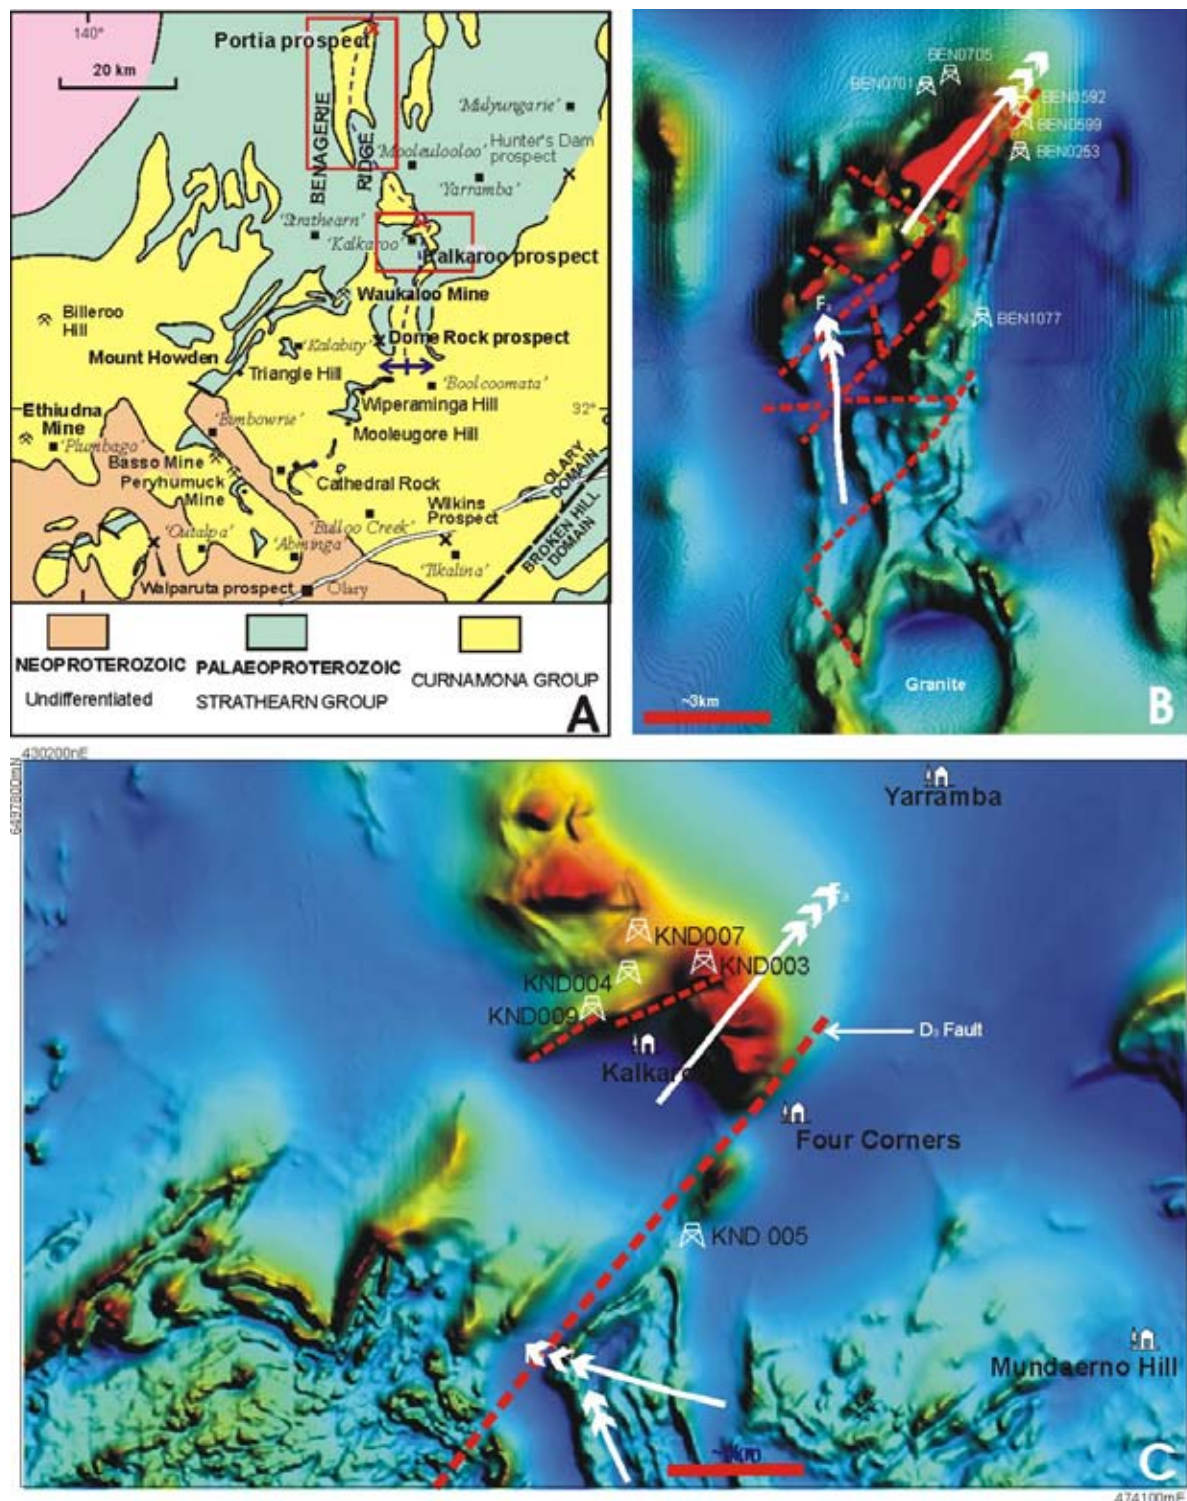 140°
20 km
Portia prospect
BENAGERIE
RIDGE
'Mulyungarie'
Hunter's Dam
prospect
'Mooleulooloo'
'Yarramba'
'Strathearn'
'Kalkaroo'
Kalkaroo prospect
Waukaloo Mine
Billeroo
Hill
Mount Howden
'Kalabity'
Dome Rock prospect
Triangle Hill
'Boolcoomata'
Wiperaminga Hill
32°
Ethiudna
Mine
'Plumbago'
'Bimbowrie'
Mooleugore Hill
Basso Mine
Peryhumuck
Mine
Cathedral Rock
Wilkins
Prospect
OLARY
DOMAIN
BROKEN HILL
DOMAIN
'Outalpa'
'Bulloo Creek'
'Abminga'
'Tikalina'
Walparuta prospect
Olary
NEOPROTEROZOIC
Undifferentiated
PALAEOPROTEROZOIC
STRATHEARN GROUP
CURNAMONA GROUP
A
BEN0705
BEN0701
BEN0592
BEN0599
BEN0253
BEN1077
Granite
~3km
B
430200mE
6497800mN
Yarramba
KND007
KND003
KND004
KND009
Kalkaroo
D₃ Fault
Four Corners
KND 005
Mundaerno Hill
C
474100mE